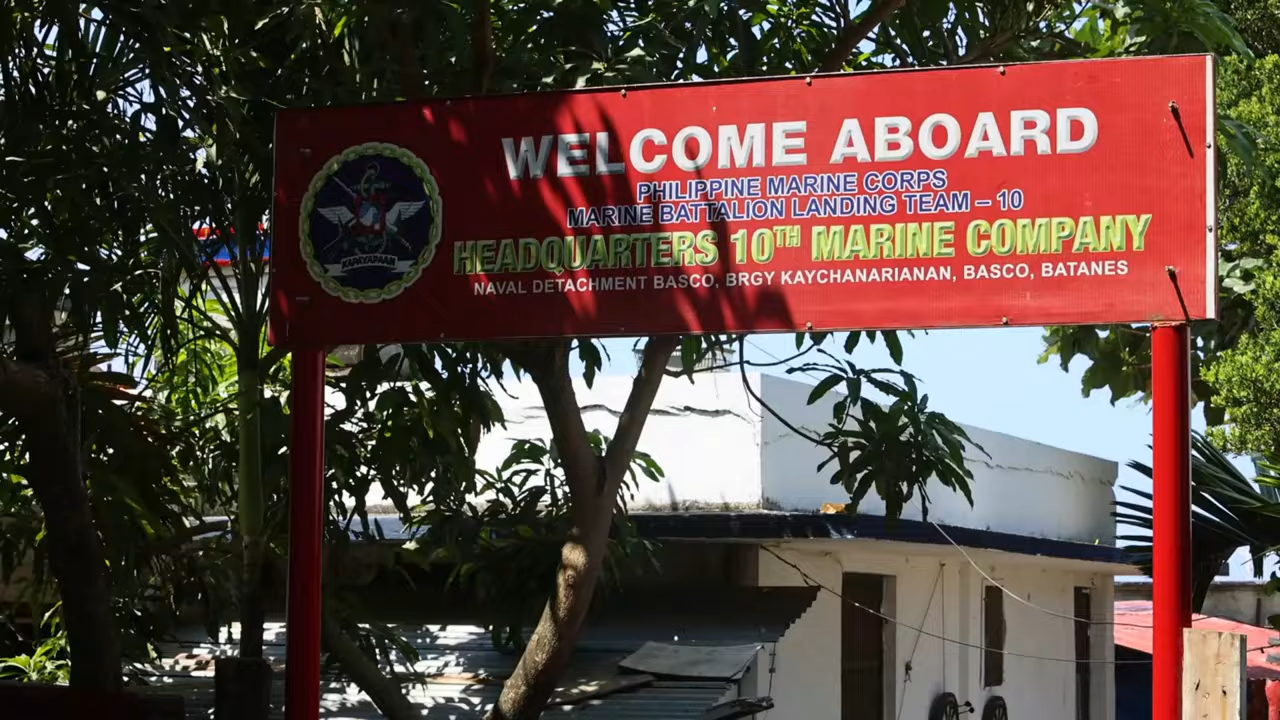 WELCOME ABOARD
PHILIPPINE MARINE CORPS
MARINE BATTALION LANDING TEAM – 10
HEADQUARTERS 10TH MARINE COMPANY
NAVAL DETACHMENT BASCO, BRGY KAYCHANARIANAN, BASCO, BATANES
KAPAYAPAAN